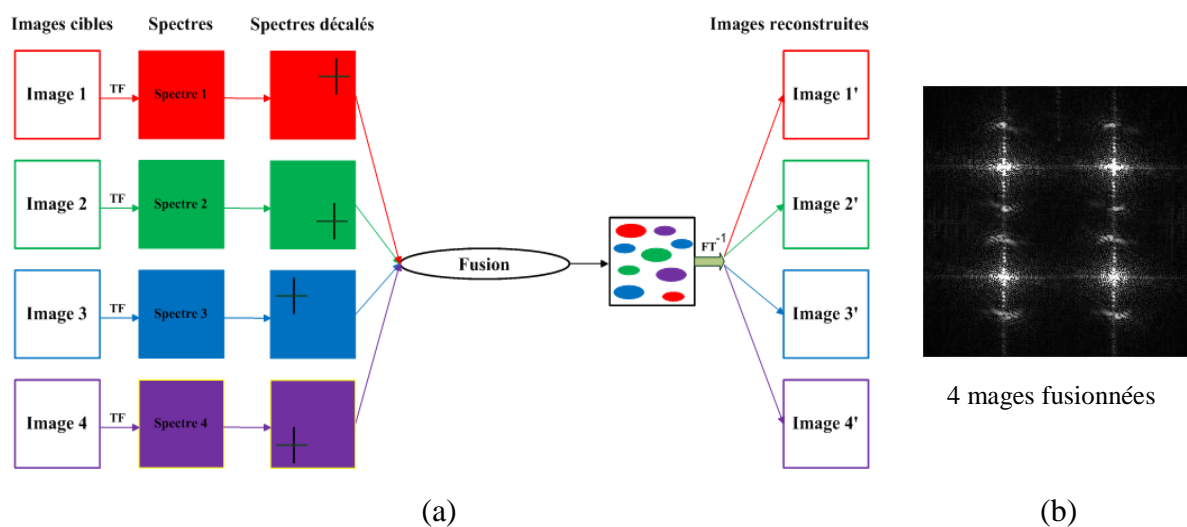 Images cibles Spectres Spectres décalés Images reconstruites
Image 1 TF Spectre 1 Image 1'
Image 2 TF Spectre 2 Image 2'
Fusion FT-1
Image 3 TF Spectre 3 Image 3'
Image 4 TF Spectre 4 Image 4'
4 mages fusionnées
(a) (b)